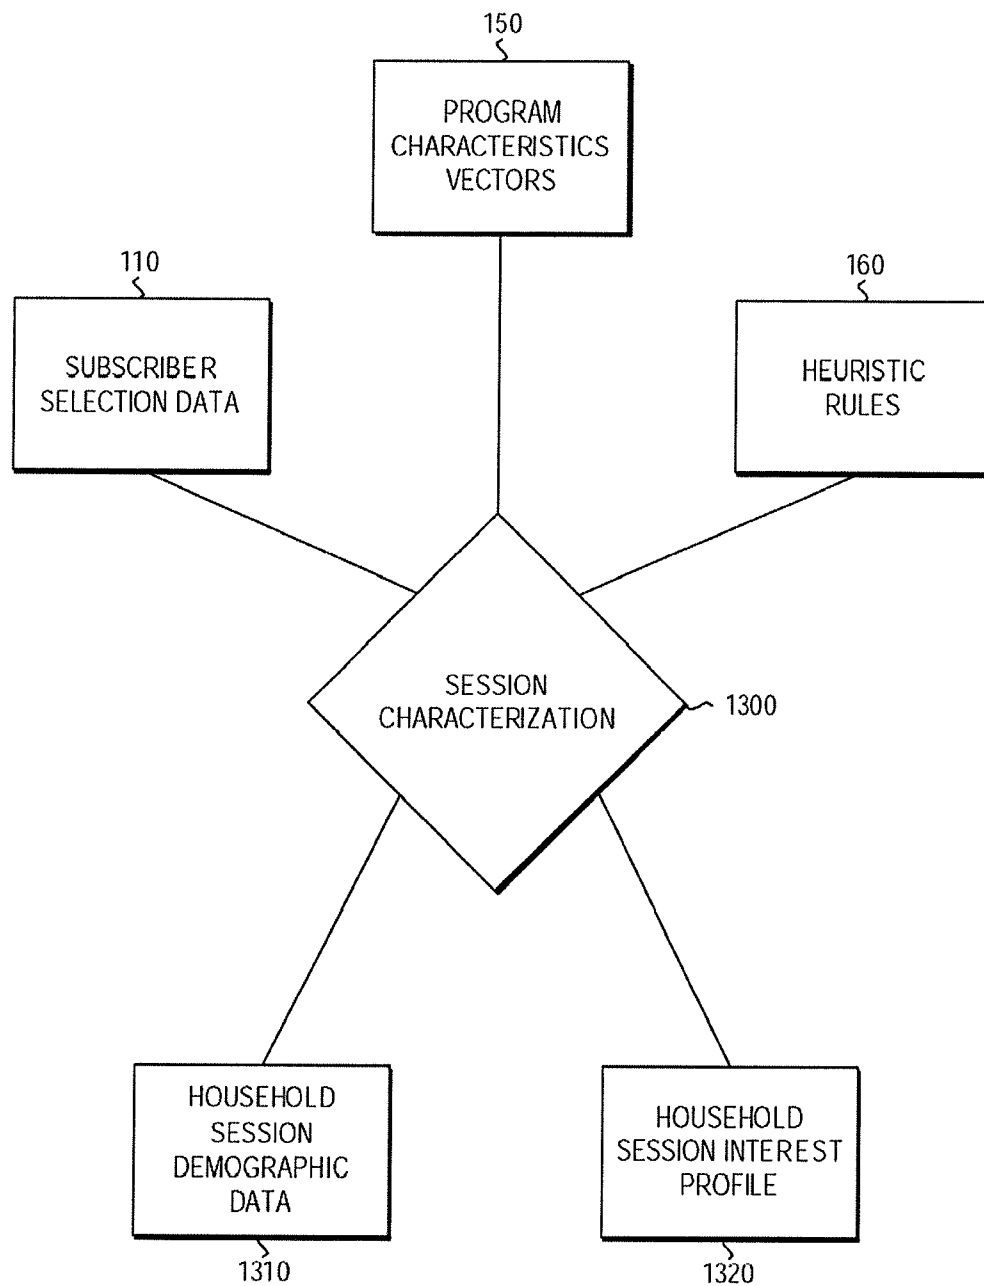 150
PROGRAM
CHARACTERISTICS
VECTORS
110
SUBSCRIBER
SELECTION DATA
160
HEURISTIC
RULES
SESSION
CHARACTERIZATION
1300
HOUSEHOLD
SESSION
DEMOGRAPHIC
DATA
1310
HOUSEHOLD
SESSION INTEREST
PROFILE
1320